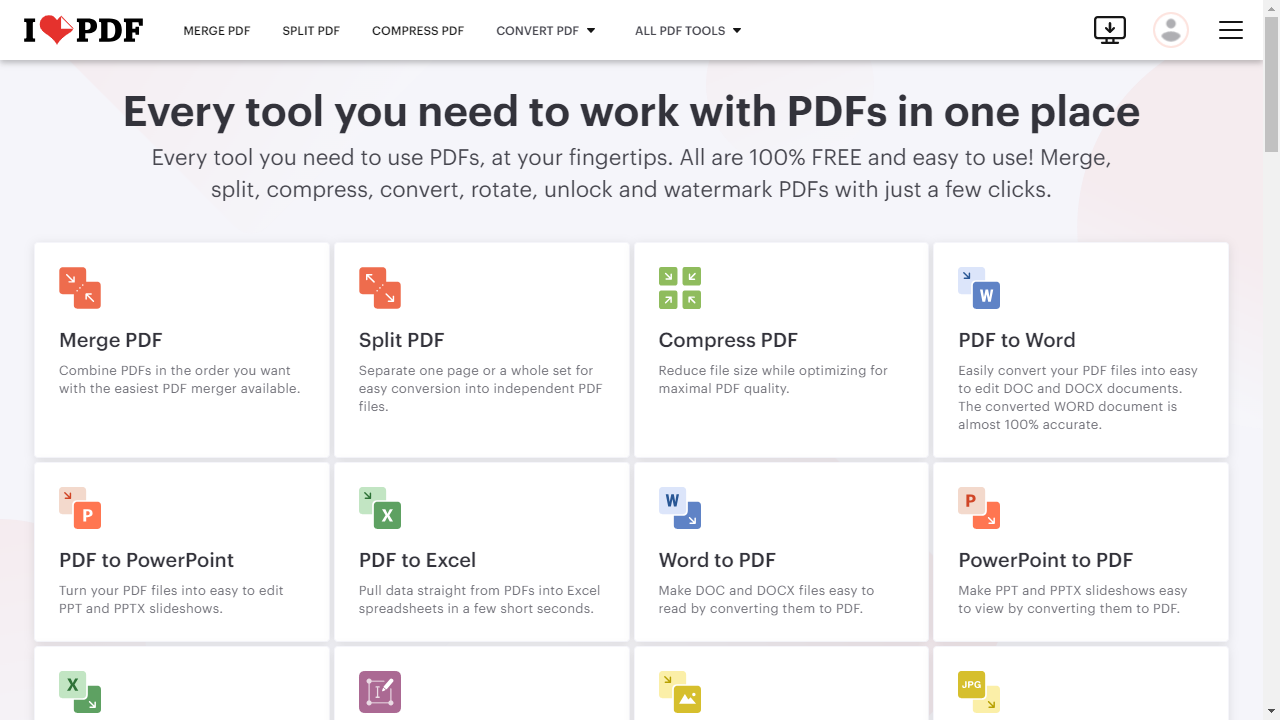 I PDF
MERGE PDF
SPLIT PDF
COMPRESS PDF
CONVERT PDF
ALL PDF TOOLS
Every tool you need to work with PDFs in one place
Every tool you need to use PDFs, at your fingertips. All are 100% FREE and easy to use! Merge,
split, compress, convert, rotate, unlock and watermark PDFs with just a few clicks.
Merge PDF
Combine PDFs in the order you want
with the easiest PDF merger available.
Split PDF
Separate one page or a whole set for
easy conversion into independent PDF
files.
Compress PDF
Reduce file size while optimizing for
maximal PDF quality.
W
PDF to Word
Easily convert your PDF files into easy
to edit DOC and DOCX documents.
The converted WORD document is
almost 100% accurate.
P
PDF to PowerPoint
Turn your PDF files into easy to edit
PPT and PPTX slideshows.
X
PDF to Excel
Pull data straight from PDFs into Excel
spreadsheets in a few short seconds.
W
Word to PDF
Make DOC and DOCX files easy to
read by converting them to PDF.
P
PowerPoint to PDF
Make PPT and PPTX slideshows easy
to view by converting them to PDF.
X
JPG